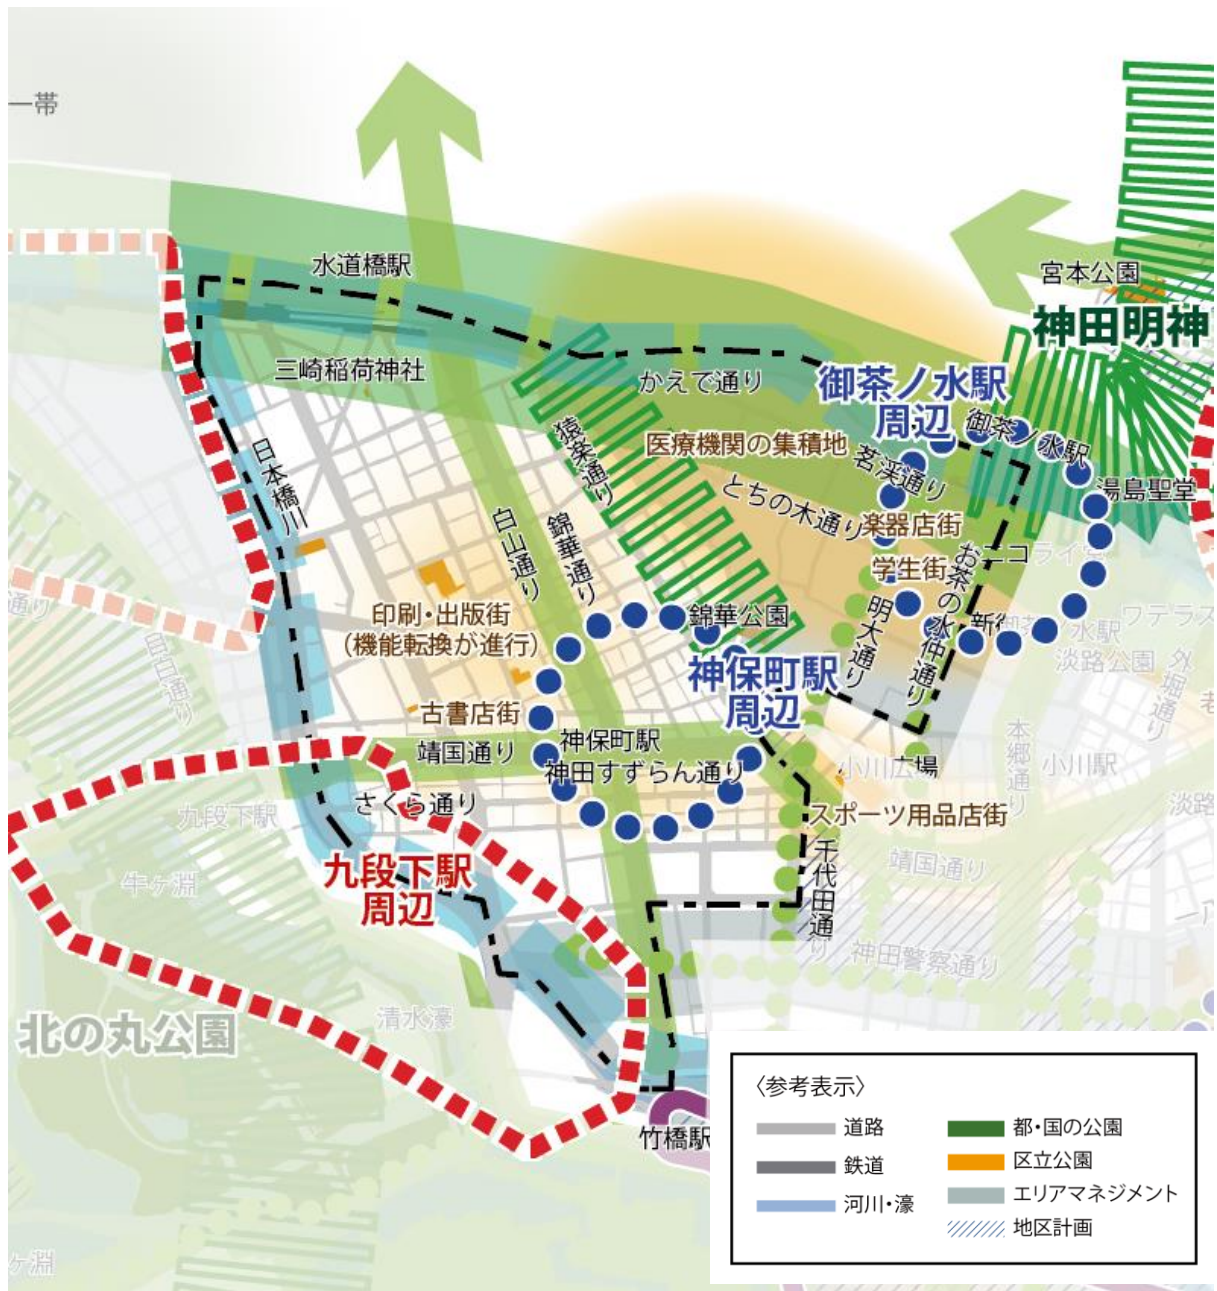 一帯
水道橋駅
宮本公園
神田明神
三崎稲荷神社
かえで通り
御茶ノ水駅
周辺
御茶ノ水駅
猿楽通り
医療機関の集積地
茗渓通り
とちの木通り
湯島聖堂
日本橋川
白山通り
錦華通り
楽器店街
学生街
ニコライ堂
お茶の水仲通り
明大通り
印刷・出版街
(機能転換が進行)
錦華公園
ワテラス
淡路公園
水駅
外堀通り
目白通り
通り
神保町駅
周辺
古書店街
靖国通り
神保町駅
神田すずらん通り
本郷通り
小川広場
小川駅
淡路
さくら通り
九段下駅
スポーツ用品店街
靖国通り
千代田通り
九段下駅
周辺
牛ヶ淵
神田警察通り
北の丸公園
清水濠
竹橋駅
ヶ淵
〈参考表示〉
道路
鉄道
河川・濠
都・国の公園
区立公園
エリアマネジメント
地区計画